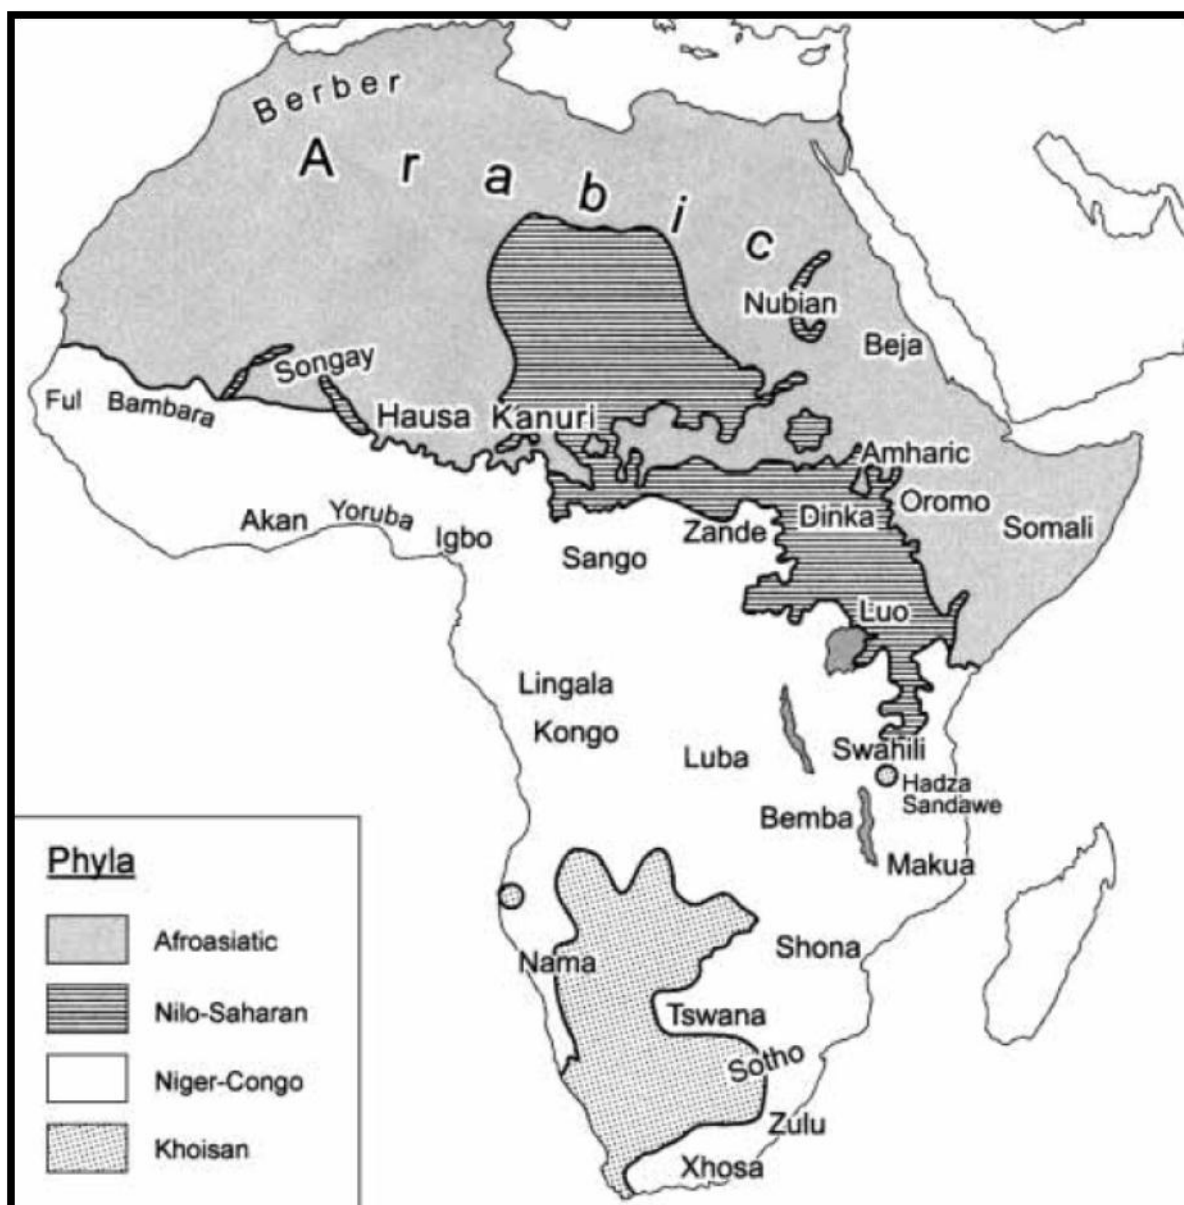 Berber
Arabic
Nubian
Beja
Songay
Ful Bambara
Hausa Kanuri
Amharic
Oromo
Somali
Akan Yoruba Igbo
Sango
Zande
Dinka
Luo
Lingala
Kongo
Luba
Swahili
Hadza
Sandawe
Bemba
Makua
Nama
Shona
Tswana
Sotho
Zulu
Xhosa
Phyla
Afroasiatic
Nilo-Saharan
Niger-Congo
Khoisan